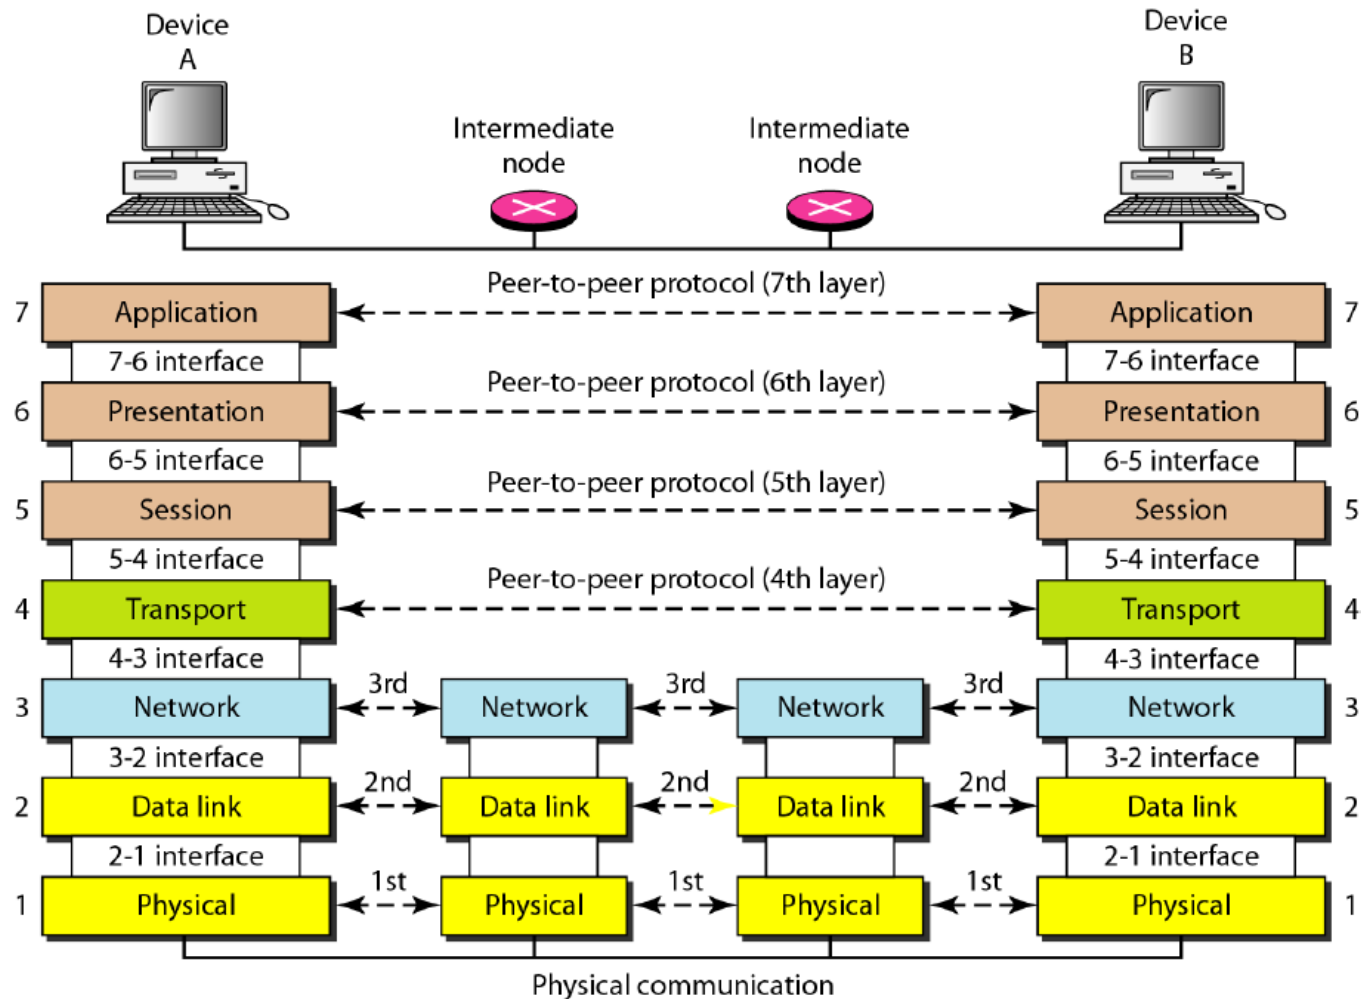 Device
A
Device
B
Intermediate
node
Intermediate
node
Peer-to-peer protocol (7th layer)
7 Application Application 7
7-6 interface 7-6 interface
Peer-to-peer protocol (6th layer)
6 Presentation Presentation 6
6-5 interface 6-5 interface
Peer-to-peer protocol (5th layer)
5 Session Session 5
5-4 interface 5-4 interface
Peer-to-peer protocol (4th layer)
4 Transport Transport 4
4-3 interface 4-3 interface
3rd 3rd 3rd
3 Network Network Network Network 3
3-2 interface 3-2 interface
2nd 2nd 2nd
2 Data link Data link Data link Data link 2
2-1 interface 2-1 interface
1st 1st 1st
1 Physical Physical Physical Physical 1
Physical communication